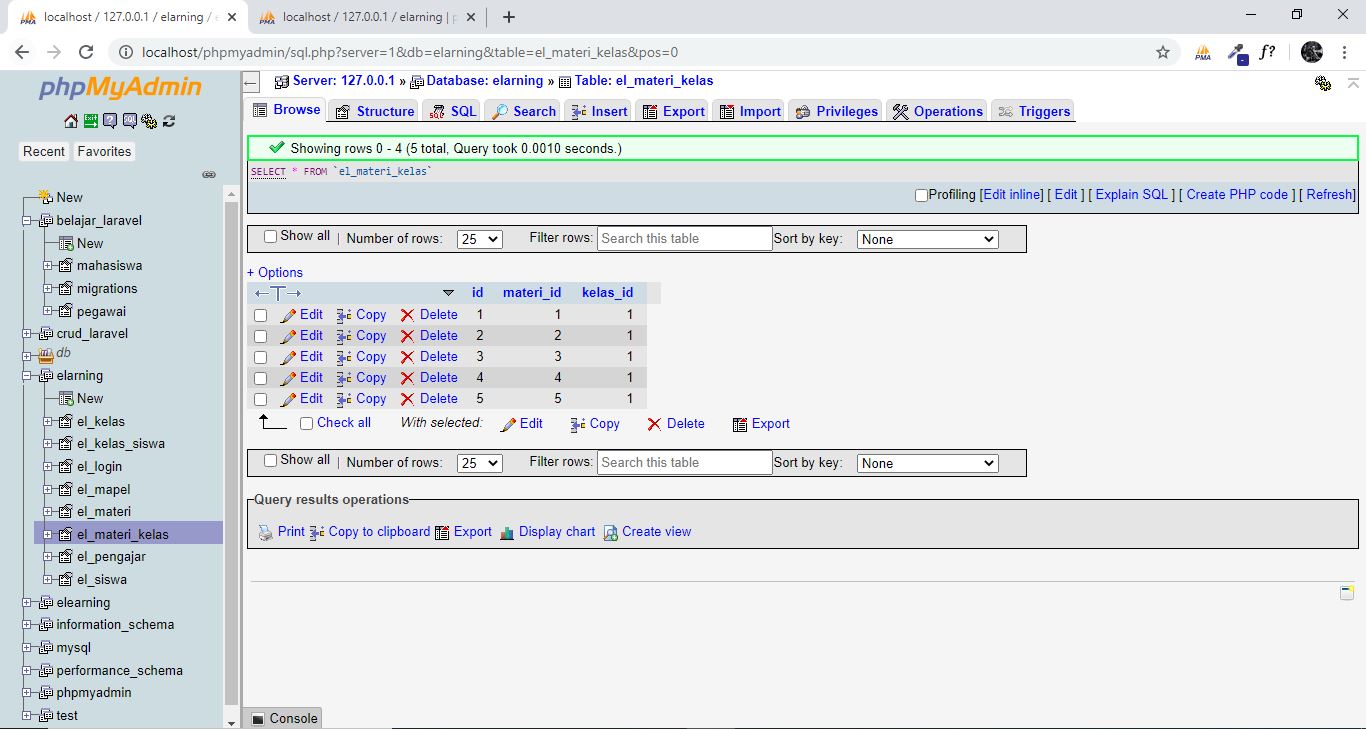 localhost / 127.0.0.1 / elarning / e
localhost / 127.0.0.1 / elarning | p
localhost/phpmyadmin/sql.php?server=1&db=elarning&table=el_materi_kelas&pos=0
PMA
f?
phpMyAdmin
Recent Favorites
New
belajar_laravel
New
mahasiswa
migrations
pegawai
crud_laravel
db
elarning
New
el_kelas
el_kelas_siswa
el_login
el_mapel
el_materi
el_materi_kelas
el_pengajar
el_siswa
elearning
information_schema
mysql
performance_schema
phpmyadmin
test
Server: 127.0.0.1 » Database: elarning » Table: el_materi_kelas
Browse Structure SQL Search Insert Export Import Privileges Operations Triggers
Showing rows 0 - 4 (5 total, Query took 0.0010 seconds.)
SELECT * FROM `el_materi_kelas`
Profiling [Edit inline] [ Edit ] [ Explain SQL ] [ Create PHP code ] [ Refresh]
Show all | Number of rows: 25 Filter rows: Search this table Sort by key: None
+ Options
←T→ id materi_id kelas_id
Edit Copy Delete 1 1 1
Edit Copy Delete 2 2 1
Edit Copy Delete 3 3 1
Edit Copy Delete 4 4 1
Edit Copy Delete 5 5 1
Check all With selected: Edit Copy Delete Export
Show all | Number of rows: 25 Filter rows: Search this table Sort by key: None
Query results operations
Print Copy to clipboard Export Display chart Create view
Console